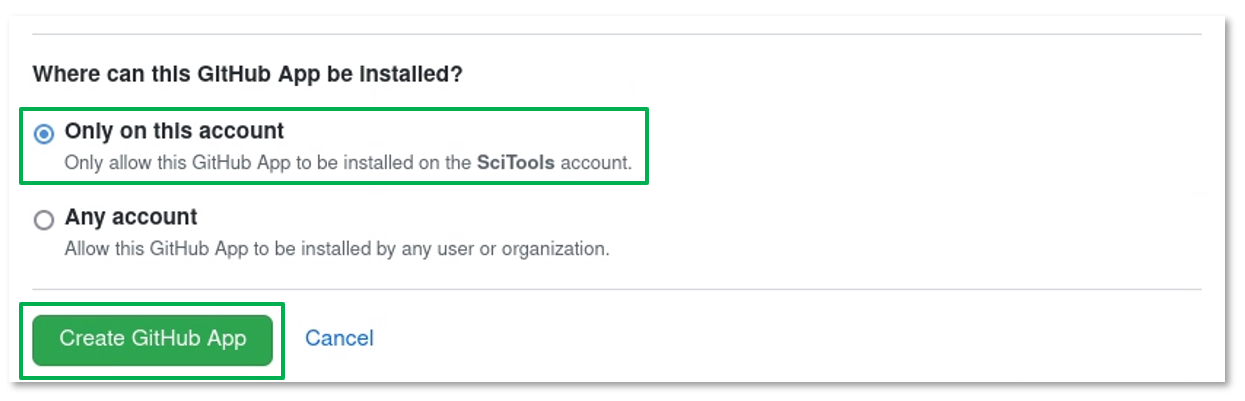 Where can this GitHub App be installed?
Only on this account
Only allow this GitHub App to be installed on the SciTools account.
Any account
Allow this GitHub App to be installed by any user or organization.
Create GitHub App
Cancel